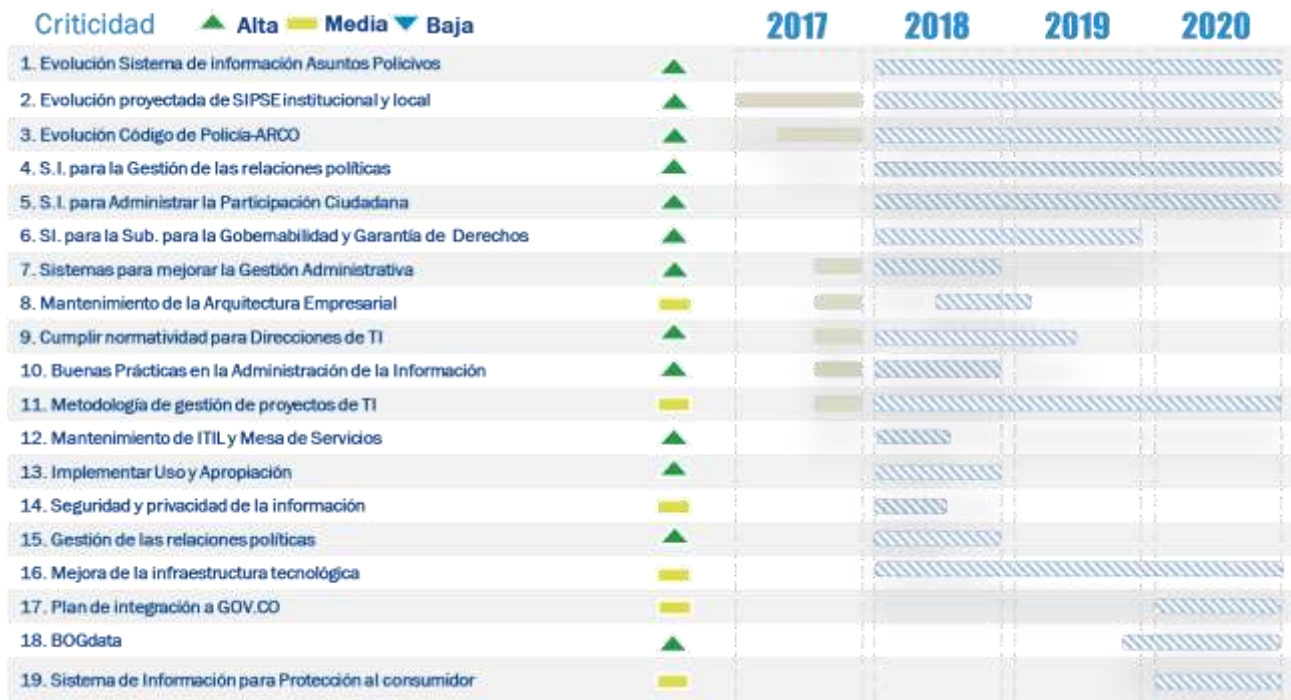 Criticidad Alta Media Baja 2017 2018 2019 2020
1. Evolución Sistema de información Asuntos Policivos
2. Evolución proyectada de SIPSE institucional y local
3. Evolución Código de Policía-ARCO
4. S.I. para la Gestión de las relaciones políticas
5. S.I. para Administrar la Participación Ciudadana
6. SI. para la Sub. para la Gobernabilidad y Garantía de Derechos
7. Sistemas para mejorar la Gestión Administrativa
8. Mantenimiento de la Arquitectura Empresarial
9. Cumplir normatividad para Direcciones de TI
10. Buenas Prácticas en la Administración de la Información
11. Metodología de gestión de proyectos de TI
12. Mantenimiento de ITIL y Mesa de Servicios
13. Implementar Uso y Apropiación
14. Seguridad y privacidad de la información
15. Gestión de las relaciones políticas
16. Mejora de la infraestructura tecnológica
17. Plan de integración a GOV.CO
18. BOGdata
19. Sistema de Información para Protección al consumidor